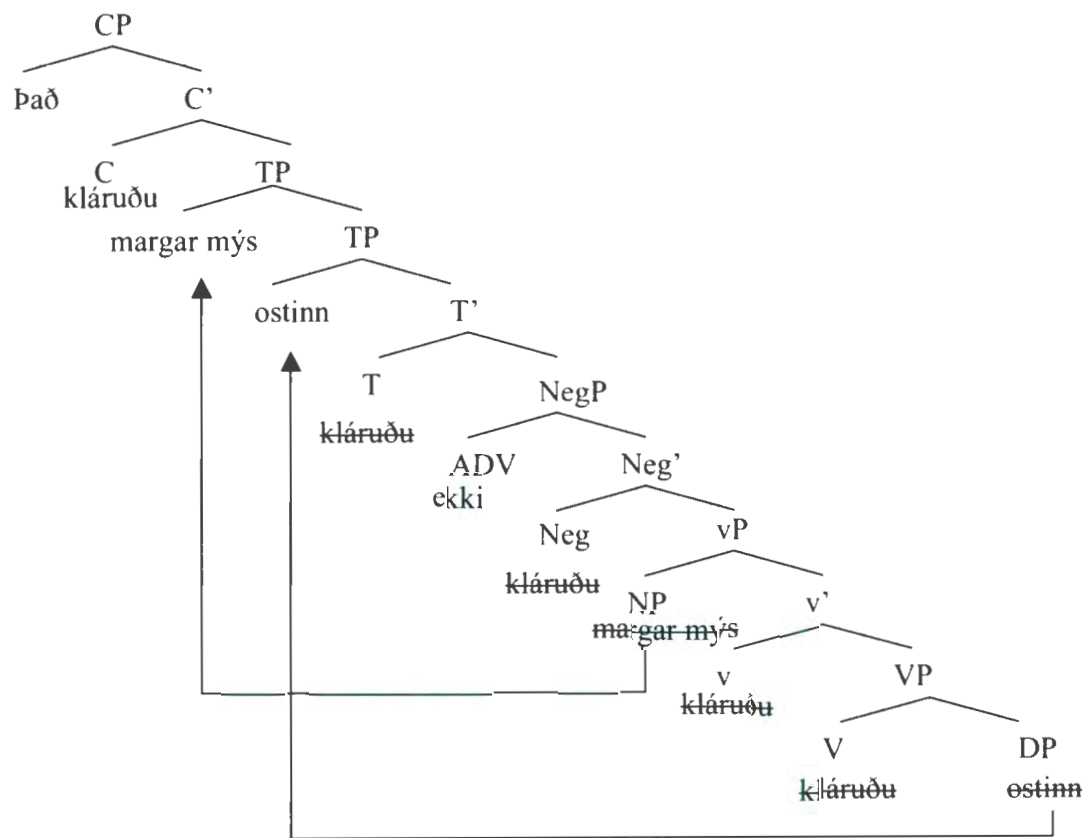 CP
Það C’
C TP
kláruðu
margar mýs TP
ostinn T’
T NegP
kláruðu
ADV Neg’
ekki
Neg vP
kláruðu
NP v’
margar mýs
v VP
kláruðu
V DP
kláruðu ostinn